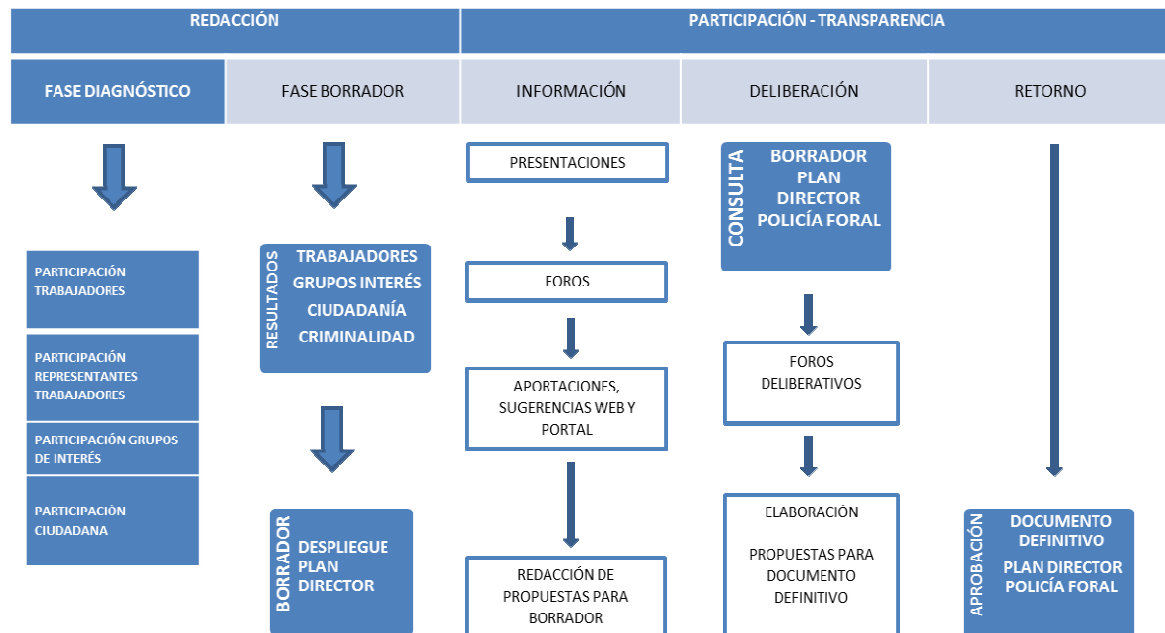 REDACCIÓN
PARTICIPACIÓN - TRANSPARENCIA
FASE DIAGNÓSTICO
FASE BORRADOR
INFORMACIÓN
DELIBERACIÓN
RETORNO
PARTICIPACIÓN
TRABAJADORES
PARTICIPACIÓN
REPRESENTANTES
TRABAJADORES
PARTICIPACIÓN GRUPOS
DE INTERÉS
PARTICIPACIÓN
CIUDADANA
RESULTADOS
TRABAJADORES
GRUPOS INTERÉS
CIUDADANÍA
CRIMINALIDAD
BORRADOR
DESPLIEGUE
PLAN
DIRECTOR
PRESENTACIONES
FOROS
APORTACIONES,
SUGERENCIAS WEB Y
PORTAL
REDACCIÓN DE
PROPUESTAS PARA
BORRADOR
CONSULTA
BORRADOR
PLAN
DIRECTOR
POLICÍA FORAL
FOROS
DELIBERATIVOS
ELABORACIÓN
PROPUESTAS PARA
DOCUMENTO
DEFINITIVO
APROBACIÓN
DOCUMENTO
DEFINITIVO
PLAN DIRECTOR
POLICÍA FORAL